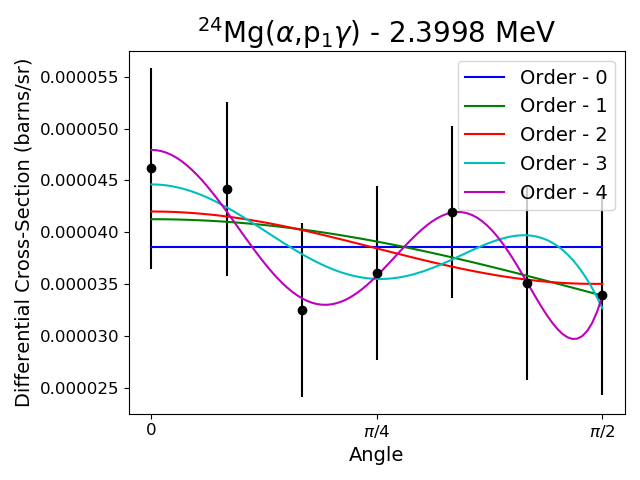 ²⁴Mg(α,p₁γ) - 2.3998 MeV
Differential Cross-Section (barns/sr)
0.000055
0.000050
0.000045
0.000040
0.000035
0.000030
0.000025
Order - 0
Order - 1
Order - 2
Order - 3
Order - 4
0 π/4 π/2
Angle